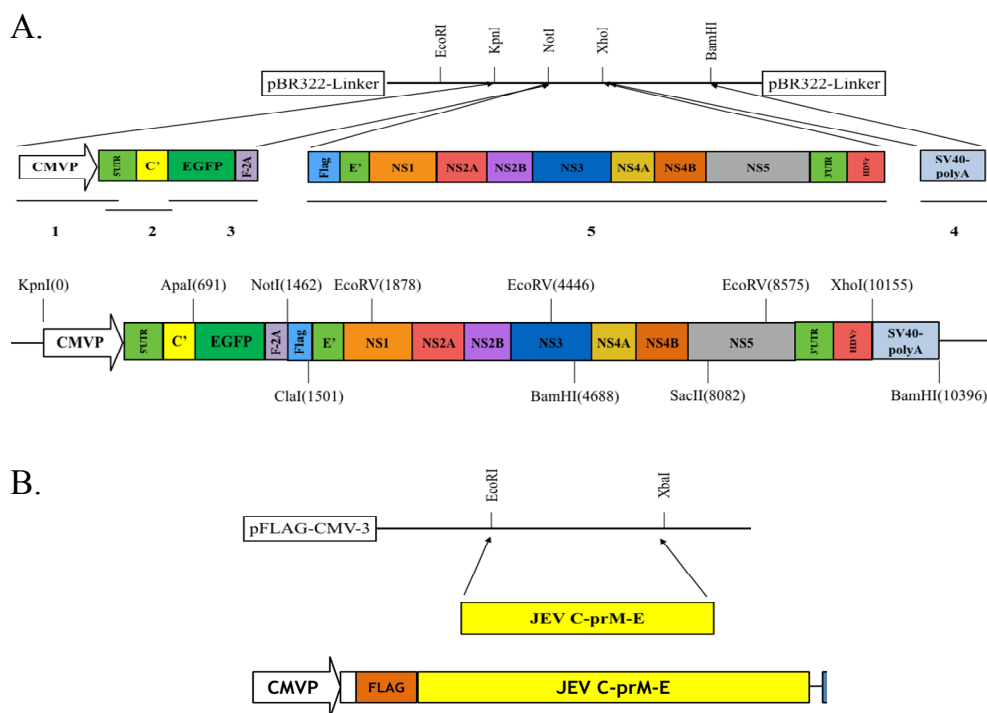 A.
EcoRI
KpnI
NotI
XhoI
BamHI
pBR322-Linker
pBR322-Linker
CMVP
5'UTR
C'
EGFP
F-2A
Flag
E'
NS1
NS2A
NS2B
NS3
NS4A
NS4B
NS5
3'UTR
HDVr
SV40-
polyA
1
2
3
5
4
KpnI(0)
ApaI(691)
NotI(1462)
EcoRV(1878)
EcoRV(4446)
EcoRV(8575)
XhoI(10155)
CMVP
5'UTR
C'
EGFP
F-2A
Flag
E'
NS1
NS2A
NS2B
NS3
NS4A
NS4B
NS5
3'UTR
HDVr
SV40-
polyA
ClaI(1501)
BamHI(4688)
SacII(8082)
BamHI(10396)
B.
EcoRI
XbaI
pFLAG-CMV-3
JEV C-prM-E
CMVP
FLAG
JEV C-prM-E